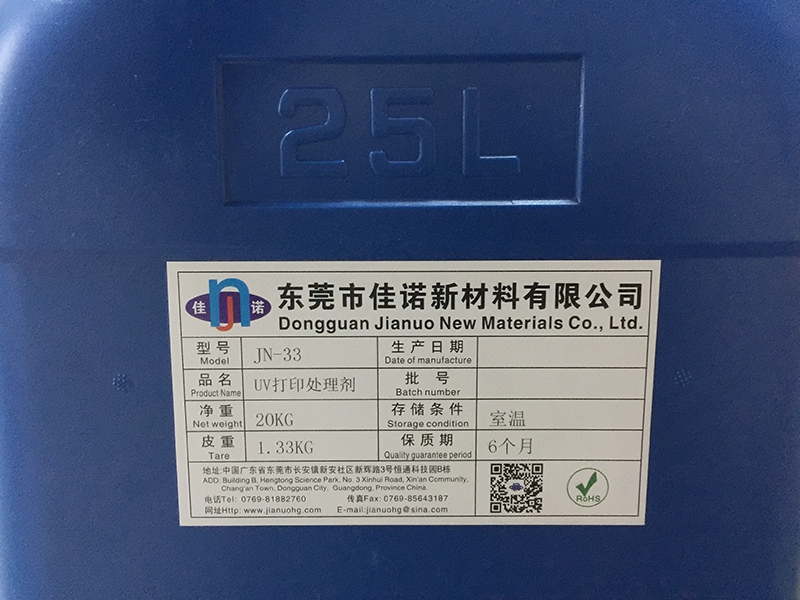 25L
佳 nj 诺
东莞市佳诺新材料有限公司
Dongguan Jianuo New Materials Co., Ltd.
型号 JN-33 生产日期
Model Date of manufacture
品名 UV打印处理剂 批号
Product Name Batch number
净重 20KG 存储条件 室温
Net weight Storage condition
皮重 1.33KG 保质期 6个月
Tare Quality guarantee period
地址:中国广东省东莞市长安镇新安社区新辉路3号恒通科技园B栋
ADD: Building B, Hengtong Science Park, No. 3 Xinhui Road, Xin'an Community,
Chang'an Town, Dongguan City, Guangdong, Province China.
电话Tel: 0769-81882760 传真Fax: 0769-85643187
网址Http: www.jianuohg.com E-mail:jianuohg@sina.com
RoHS